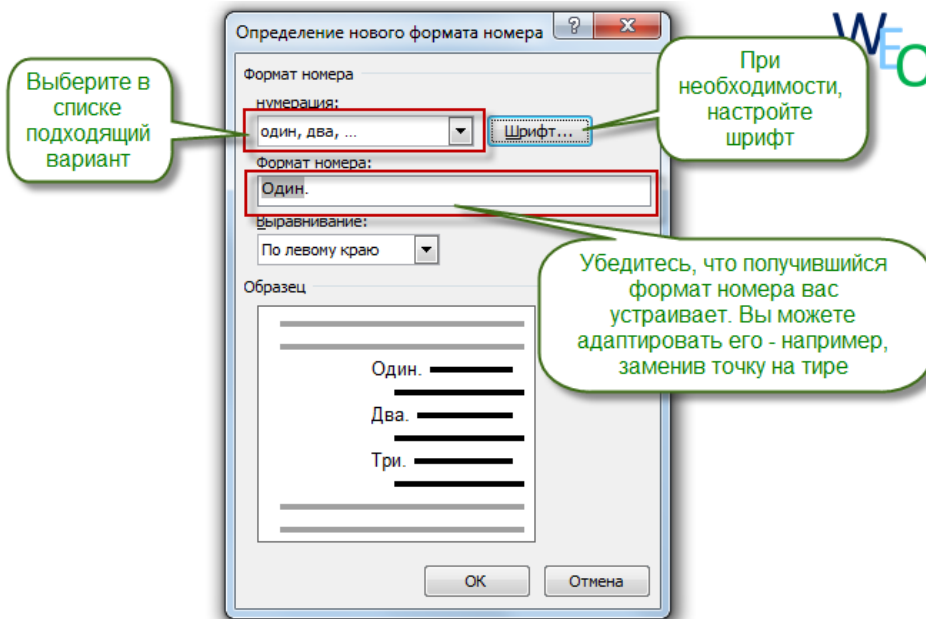 Определение нового формата номера
WEO
Выберите в
списке
подходящий
вариант
Формат номера
нумерация:
один, два, ...
Шрифт...
При
необходимости,
настройте
шрифт
Формат номера:
Один.
Выравнивание:
По левому краю
Убедитесь, что получившийся
формат номера вас
устраивает. Вы можете
адаптировать его - например,
заменив точку на тире
Образец
Один.
Два.
Три.
ОК
Отмена